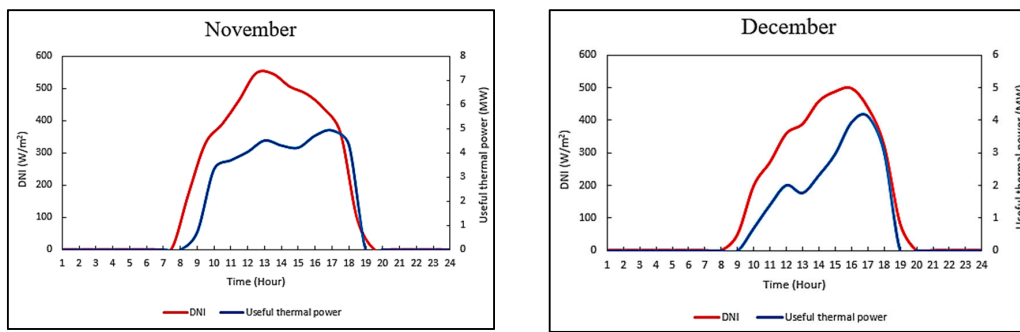 November
600
500
400
300
200
100
0
DNI (W/m²)
8
7
6
5
4
3
2
1
0
Useful thermal power (MW)
1 2 3 4 5 6 7 8 9 10 11 12 13 14 15 16 17 18 19 20 21 22 23 24
Time (Hour)
DNI Useful thermal power
December
600
500
400
300
200
100
0
DNI (W/m²)
6
5
4
3
2
1
0
Useful thermal power (MW)
1 2 3 4 5 6 7 8 9 10 11 12 13 14 15 16 17 18 19 20 21 22 23 24
Time (Hour)
DNI Useful thermal power